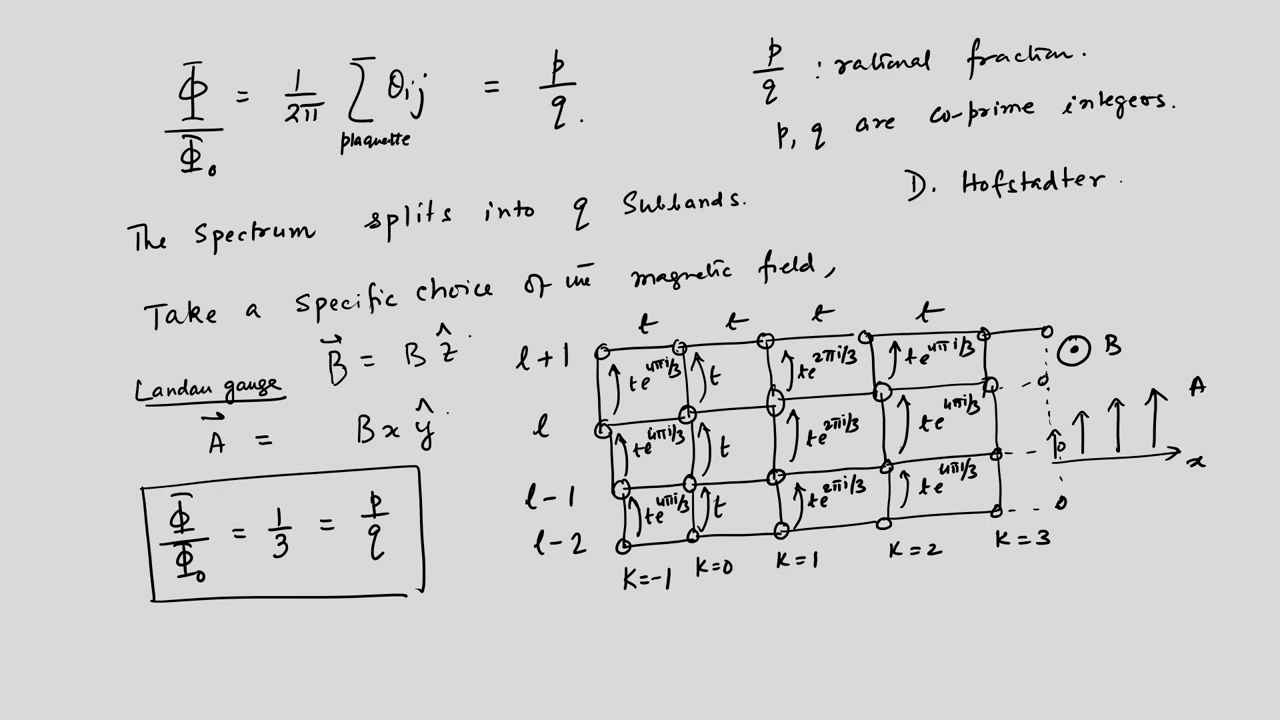 Φ/Φ₀ = 1/2π Σ θij = p/q.
plaquette
p/q : rational fraction.
p, q are co-prime integers.
D. Hofstadter.
The Spectrum splits into q Subbands.
Take a specific choice of the magnetic field,
B⃗ = B ẑ.
Landau gauge
A⃗ = B x ŷ.
Φ/Φ₀ = 1/3 = p/q
t t t t
l+1 te^4πi/3 t te^2πi/3 te^4πi/3
l te^4πi/3 t te^2πi/3 te^4πi/3
l-1 te^4πi/3 t te^2πi/3 te^4πi/3
l-2
K=-1 K=0 K=1 K=2 K=3
B
A
x